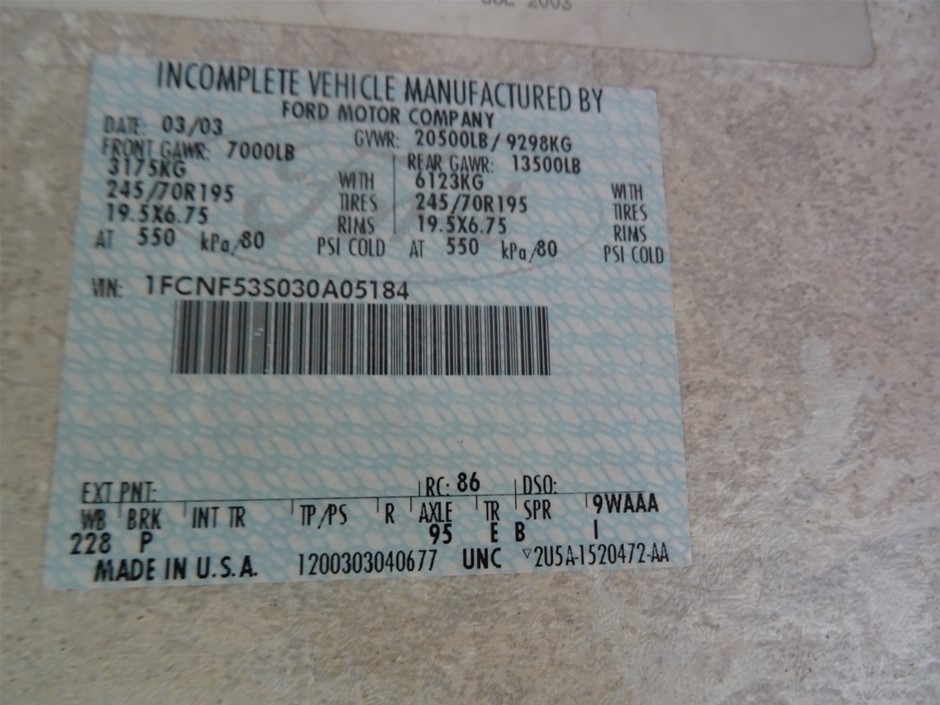 2003
INCOMPLETE VEHICLE MANUFACTURED BY
FORD MOTOR COMPANY
DATE: 03/03 GVWR: 20500LB / 9298KG
FRONT GAWR: 7000LB REAR GAWR: 13500LB
3175KG WITH 6123KG WITH
245/70R195 TIRES 245/70R195 TIRES
19.5X6.75 RIMS 19.5X6.75 RIMS
AT 550 kPa/80 PSI COLD AT 550 kPa/80 PSI COLD
VIN: 1FCNF53S030A05184
EXT PNT: RC: 86 DSO:
WB BRK INT TR TP/PS R AXLE TR SPR 9WAAA
228 P 95 E B I
MADE IN U.S.A. 1200303040677 UNC ▽2U5A-1520472-AA